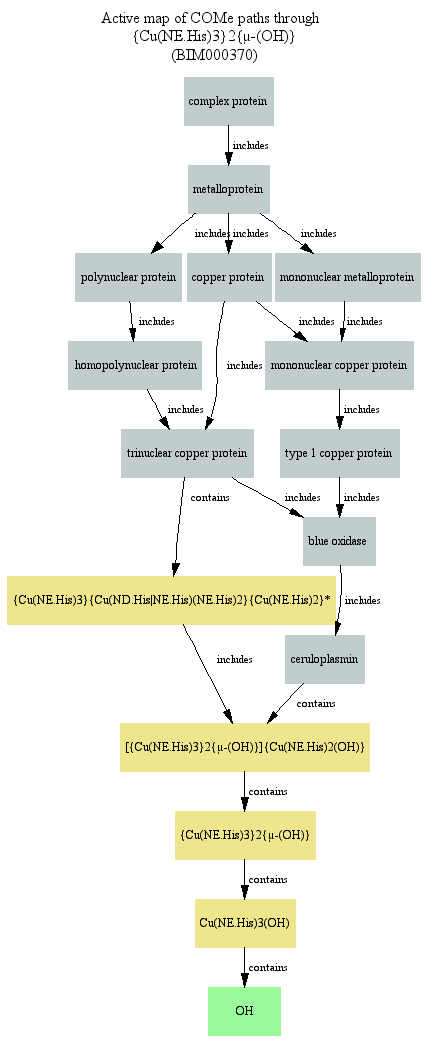 Active map of COMe paths through
{Cu(NE.His)3}2{μ-(OH)}
(BIM000370)
complex protein
includes
metalloprotein
includes includes includes
polynuclear protein copper protein mononuclear metalloprotein
includes includes includes
homopolynuclear protein includes mononuclear copper protein
includes includes
trinuclear copper protein type 1 copper protein
contains includes includes
blue oxidase
{Cu(NE.His)3}{Cu(ND.His|NE.His)(NE.His)2}{Cu(NE.His)2}* includes
includes ceruloplasmin
contains
[{Cu(NE.His)3}2{μ-(OH)}]{Cu(NE.His)2(OH)}
contains
{Cu(NE.His)3}2{μ-(OH)}
contains
Cu(NE.His)3(OH)
contains
OH